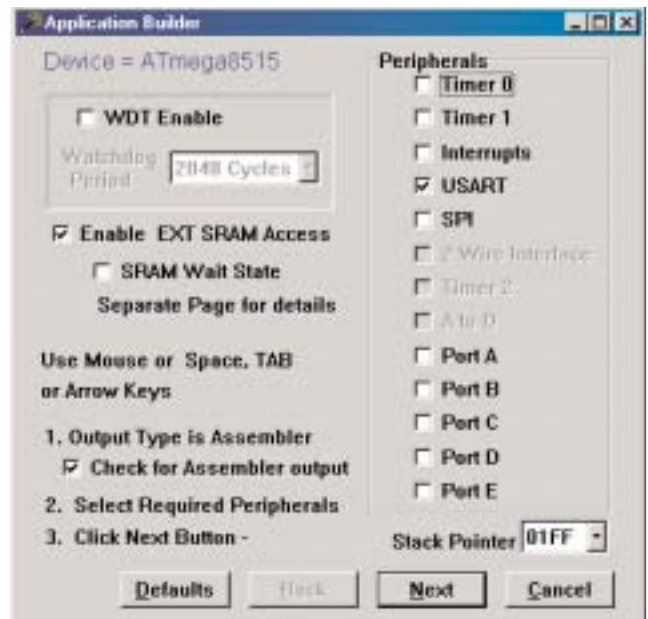 Application Builder
Device = ATmega8515
WDT Enable
Watchdog Period
2048 Cycles
Enable EXT SRAM Access
SRAM Wait State
Separate Page for details
Use Mouse or Space, TAB
or Arrow Keys
1. Output Type is Assembler
Check for Assembler output
2. Select Required Peripherals
3. Click Next Button -
Peripherals
Timer 0
Timer 1
Interrupts
USART
SPI
2 Wire Interface
Timer 2
A to D
Port A
Port B
Port C
Port D
Port E
Stack Pointer 01FF
Defaults
Back
Next
Cancel